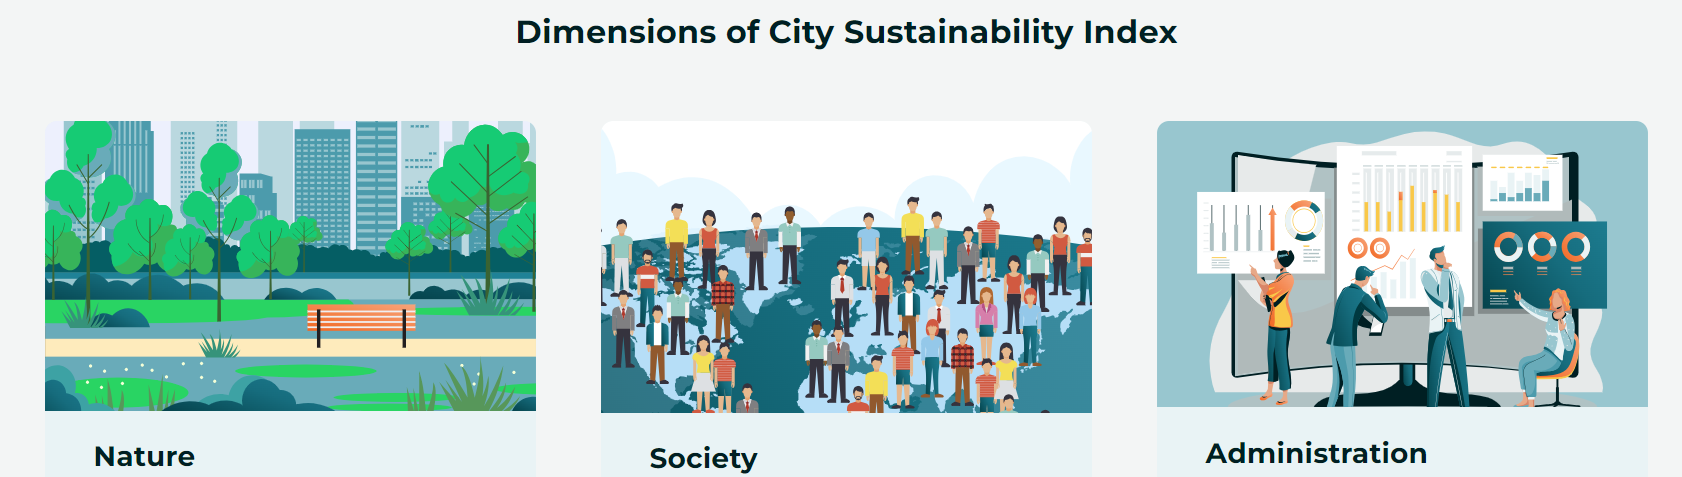 Dimensions of City Sustainability Index
Nature
Society
Administration